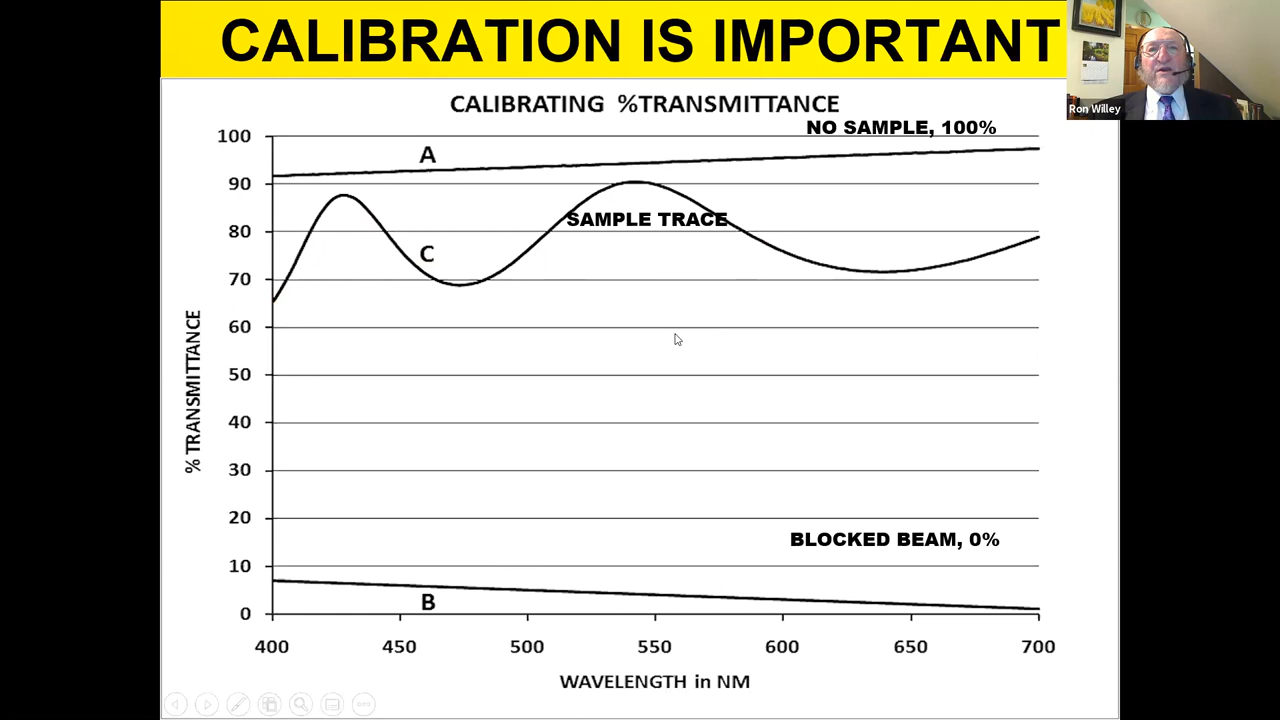 CALIBRATION IS IMPORTANT
Ron Willey
CALIBRATING %TRANSMITTANCE
NO SAMPLE, 100%
100
A
90
SAMPLE TRACE
80
C
70
60
50
40
30
20
BLOCKED BEAM, 0%
10
B
0
% TRANSMITTANCE
400 450 500 550 600 650 700
WAVELENGTH in NM